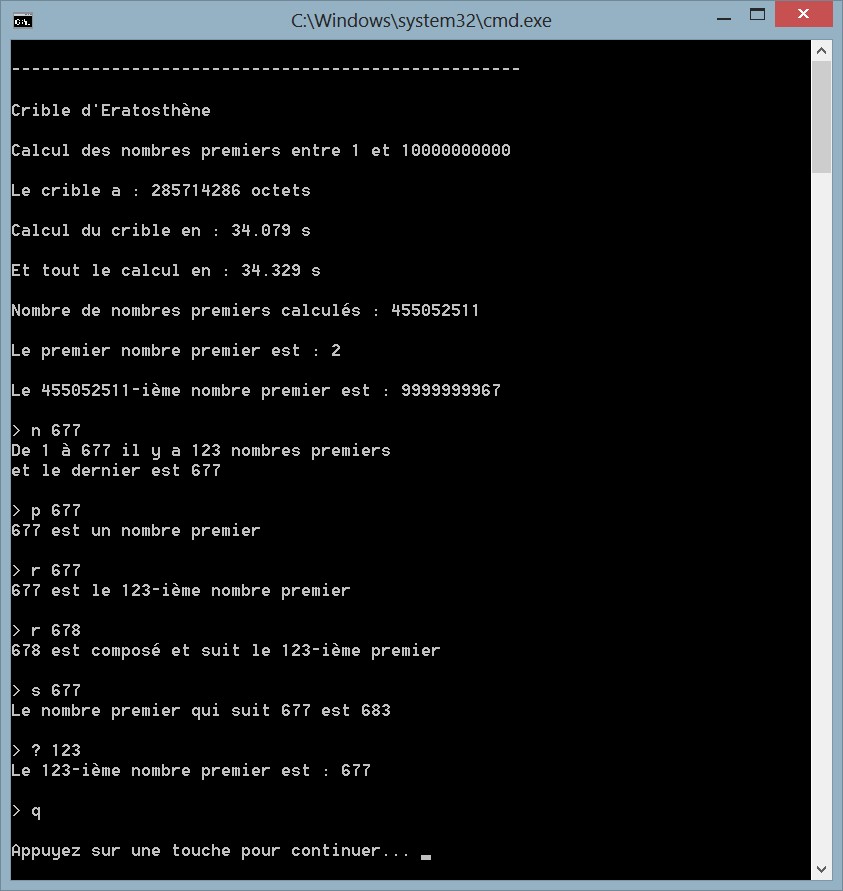 C:\Windows\system32\cmd.exe
---------------------------------------------------
Crible d'Eratosthène
Calcul des nombres premiers entre 1 et 10000000000
Le crible a : 285714286 octets
Calcul du crible en : 34.079 s
Et tout le calcul en : 34.329 s
Nombre de nombres premiers calculés : 455052511
Le premier nombre premier est : 2
Le 455052511-ième nombre premier est : 9999999967
> n 677
De 1 à 677 il y a 123 nombres premiers
et le dernier est 677
> p 677
677 est un nombre premier
> r 677
677 est le 123-ième nombre premier
> r 678
678 est composé et suit le 123-ième premier
> s 677
Le nombre premier qui suit 677 est 683
> ? 123
Le 123-ième nombre premier est : 677
> q
Appuyez sur une touche pour continuer... _